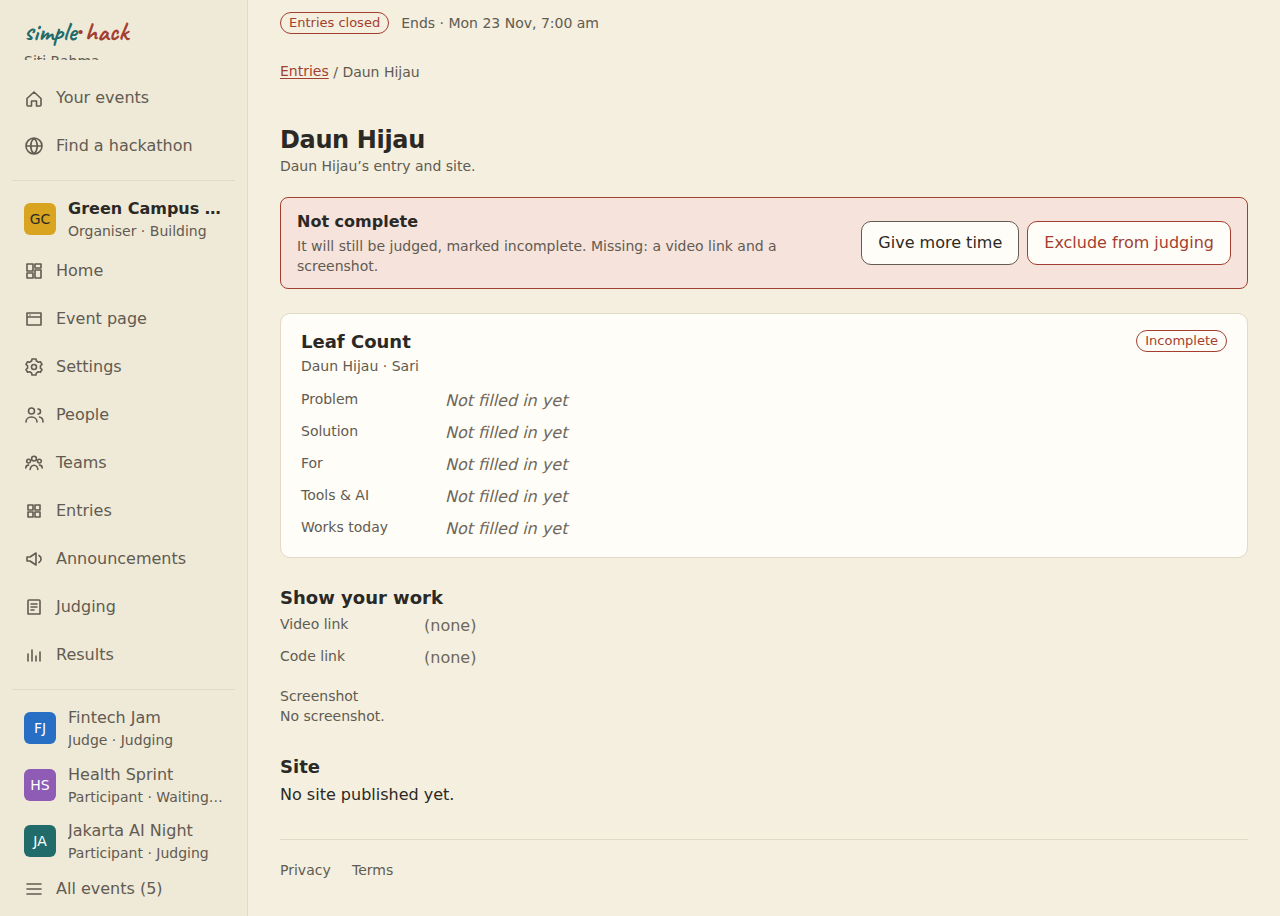 simple•hack
Siti Rahma
Your events
Find a hackathon
GC
Green Campus …
Organiser · Building
Home
Event page
Settings
People
Teams
Entries
Announcements
Judging
Results
FJ
Fintech Jam
Judge · Judging
HS
Health Sprint
Participant · Waiting…
JA
Jakarta AI Night
Participant · Judging
All events (5)
Entries closed
Ends · Mon 23 Nov, 7:00 am
Entries / Daun Hijau
Daun Hijau
Daun Hijau’s entry and site.
Not complete
It will still be judged, marked incomplete. Missing: a video link and a
screenshot.
Give more time
Exclude from judging
Leaf Count
Incomplete
Daun Hijau · Sari
Problem Not filled in yet
Solution Not filled in yet
For Not filled in yet
Tools & AI Not filled in yet
Works today Not filled in yet
Show your work
Video link (none)
Code link (none)
Screenshot
No screenshot.
Site
No site published yet.
Privacy Terms